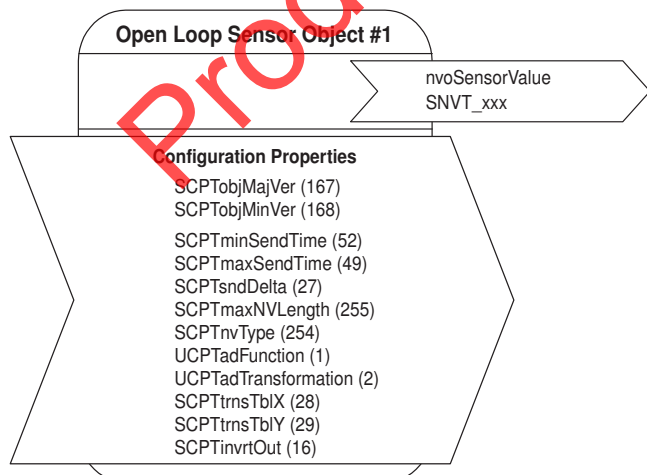 Open Loop Sensor Object #1
nvoSensorValue
SNVT_xxx
Configuration Properties
SCPTobjMajVer (167)
SCPTobjMinVer (168)
SCPTminSendTime (52)
SCPTmaxSendTime (49)
SCPTsndDelta (27)
SCPTmaxNVLength (255)
SCPTnvType (254)
UCPTadFunction (1)
UCPTadTransformation (2)
SCPTtrnsTblX (28)
SCPTtrnsTblY (29)
SCPTinvrtOut (16)